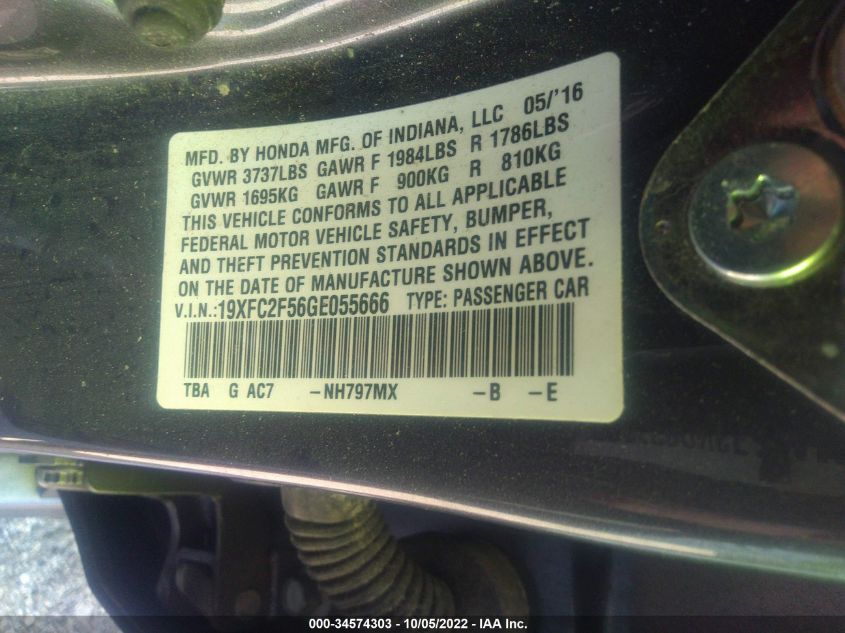 MFD. BY HONDA MFG. OF INDIANA, LLC 05/'16
GVWR 3737LBS GAWR F 1984LBS R 1786LBS
GVWR 1695KG GAWR F 900KG R 810KG
THIS VEHICLE CONFORMS TO ALL APPLICABLE
FEDERAL MOTOR VEHICLE SAFETY, BUMPER,
AND THEFT PREVENTION STANDARDS IN EFFECT
ON THE DATE OF MANUFACTURE SHOWN ABOVE.
V.I.N.:19XFC2F56GE055666 TYPE: PASSENGER CAR
TBA G AC7 -NH797MX -B -E
000-34574303 - 10/05/2022 - IAA Inc.